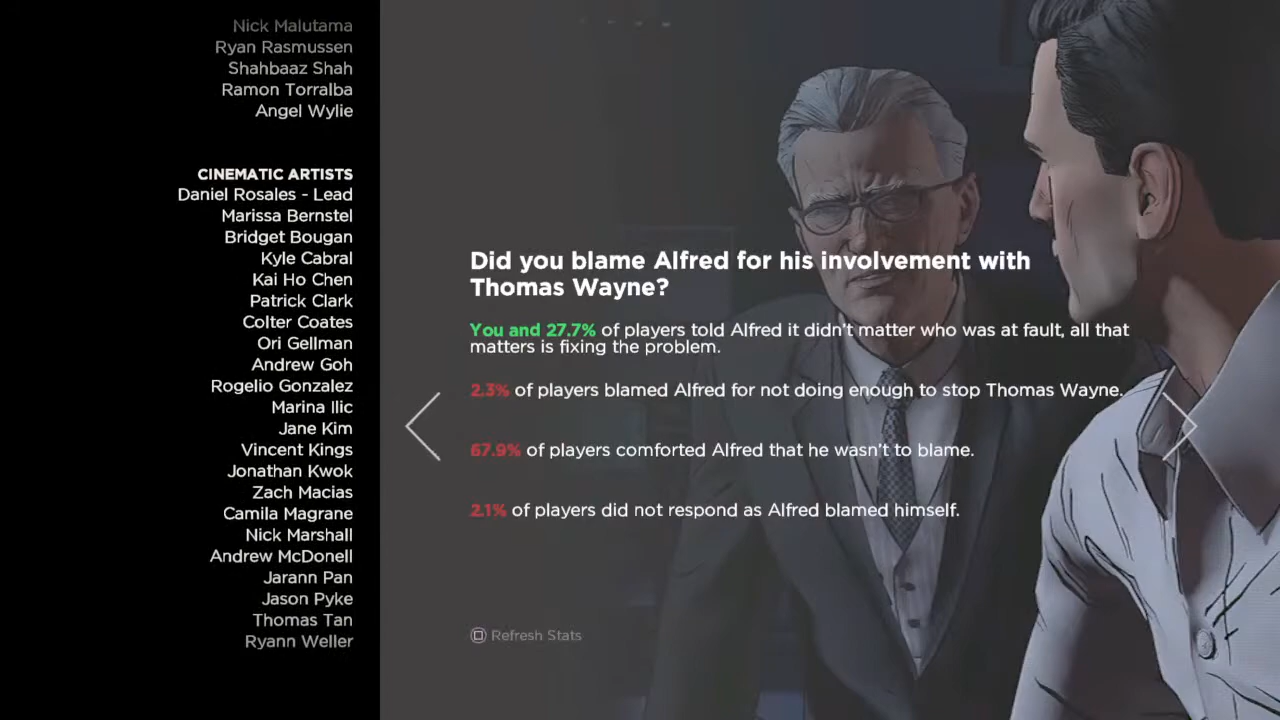 Nick Malutama
Ryan Rasmussen
Shahbaaz Shah
Ramon Torralba
Angel Wylie
CINEMATIC ARTISTS
Daniel Rosales - Lead
Marissa Bernstel
Bridget Bougan
Kyle Cabral
Kai Ho Chen
Patrick Clark
Colter Coates
Ori Gellman
Andrew Goh
Rogelio Gonzalez
Marina Ilic
Jane Kim
Vincent Kings
Jonathan Kwok
Zach Macias
Camila Magrane
Nick Marshall
Andrew McDonell
Jarann Pan
Jason Pyke
Thomas Tan
Ryann Weller
Did you blame Alfred for his involvement with
Thomas Wayne?
You and 27.7% of players told Alfred it didn't matter who was at fault, all that
matters is fixing the problem.
2.3% of players blamed Alfred for not doing enough to stop Thomas Wayne.
67.9% of players comforted Alfred that he wasn't to blame.
2.1% of players did not respond as Alfred blamed himself.
Refresh Stats